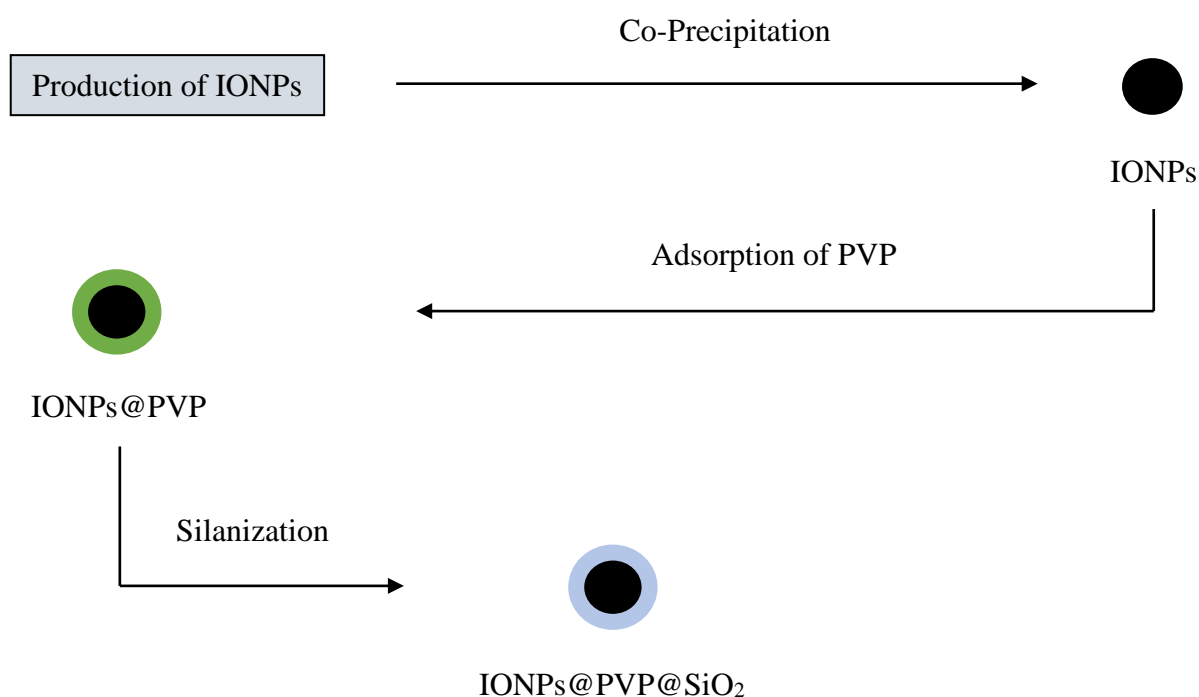 Co-Precipitation
Production of IONPs
IONPs
Adsorption of PVP
IONPs@PVP
Silanization
IONPs@PVP@SiO₂